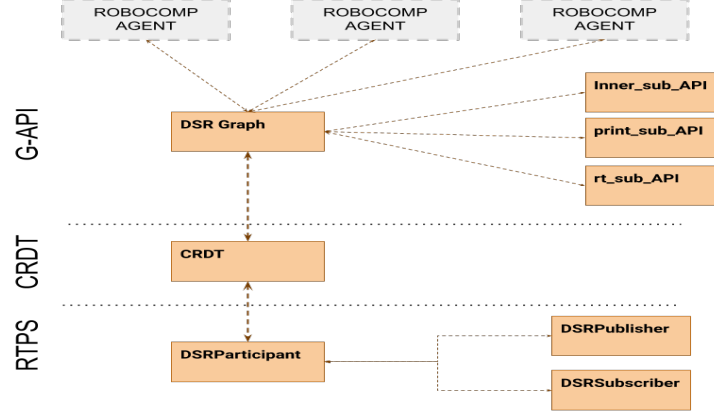 ROBOCOMP
AGENT
ROBOCOMP
AGENT
ROBOCOMP
AGENT
G-API
DSR Graph
Inner_sub_API
print_sub_API
rt_sub_API
CRDT
CRDT
RTPS
DSRParticipant
DSRPublisher
DSRSubscriber